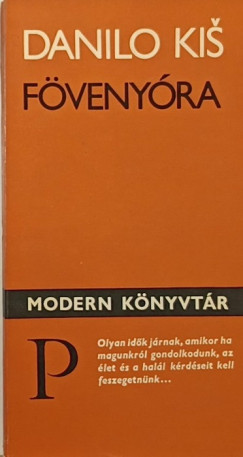 DANILO KIŠ
FÖVENYÓRA
MODERN KÖNYVTÁR
P
Olyan idők járnak, amikor ha
magunkról gondolkodunk, az
élet és a halál kérdéseit kell
feszegetnünk...